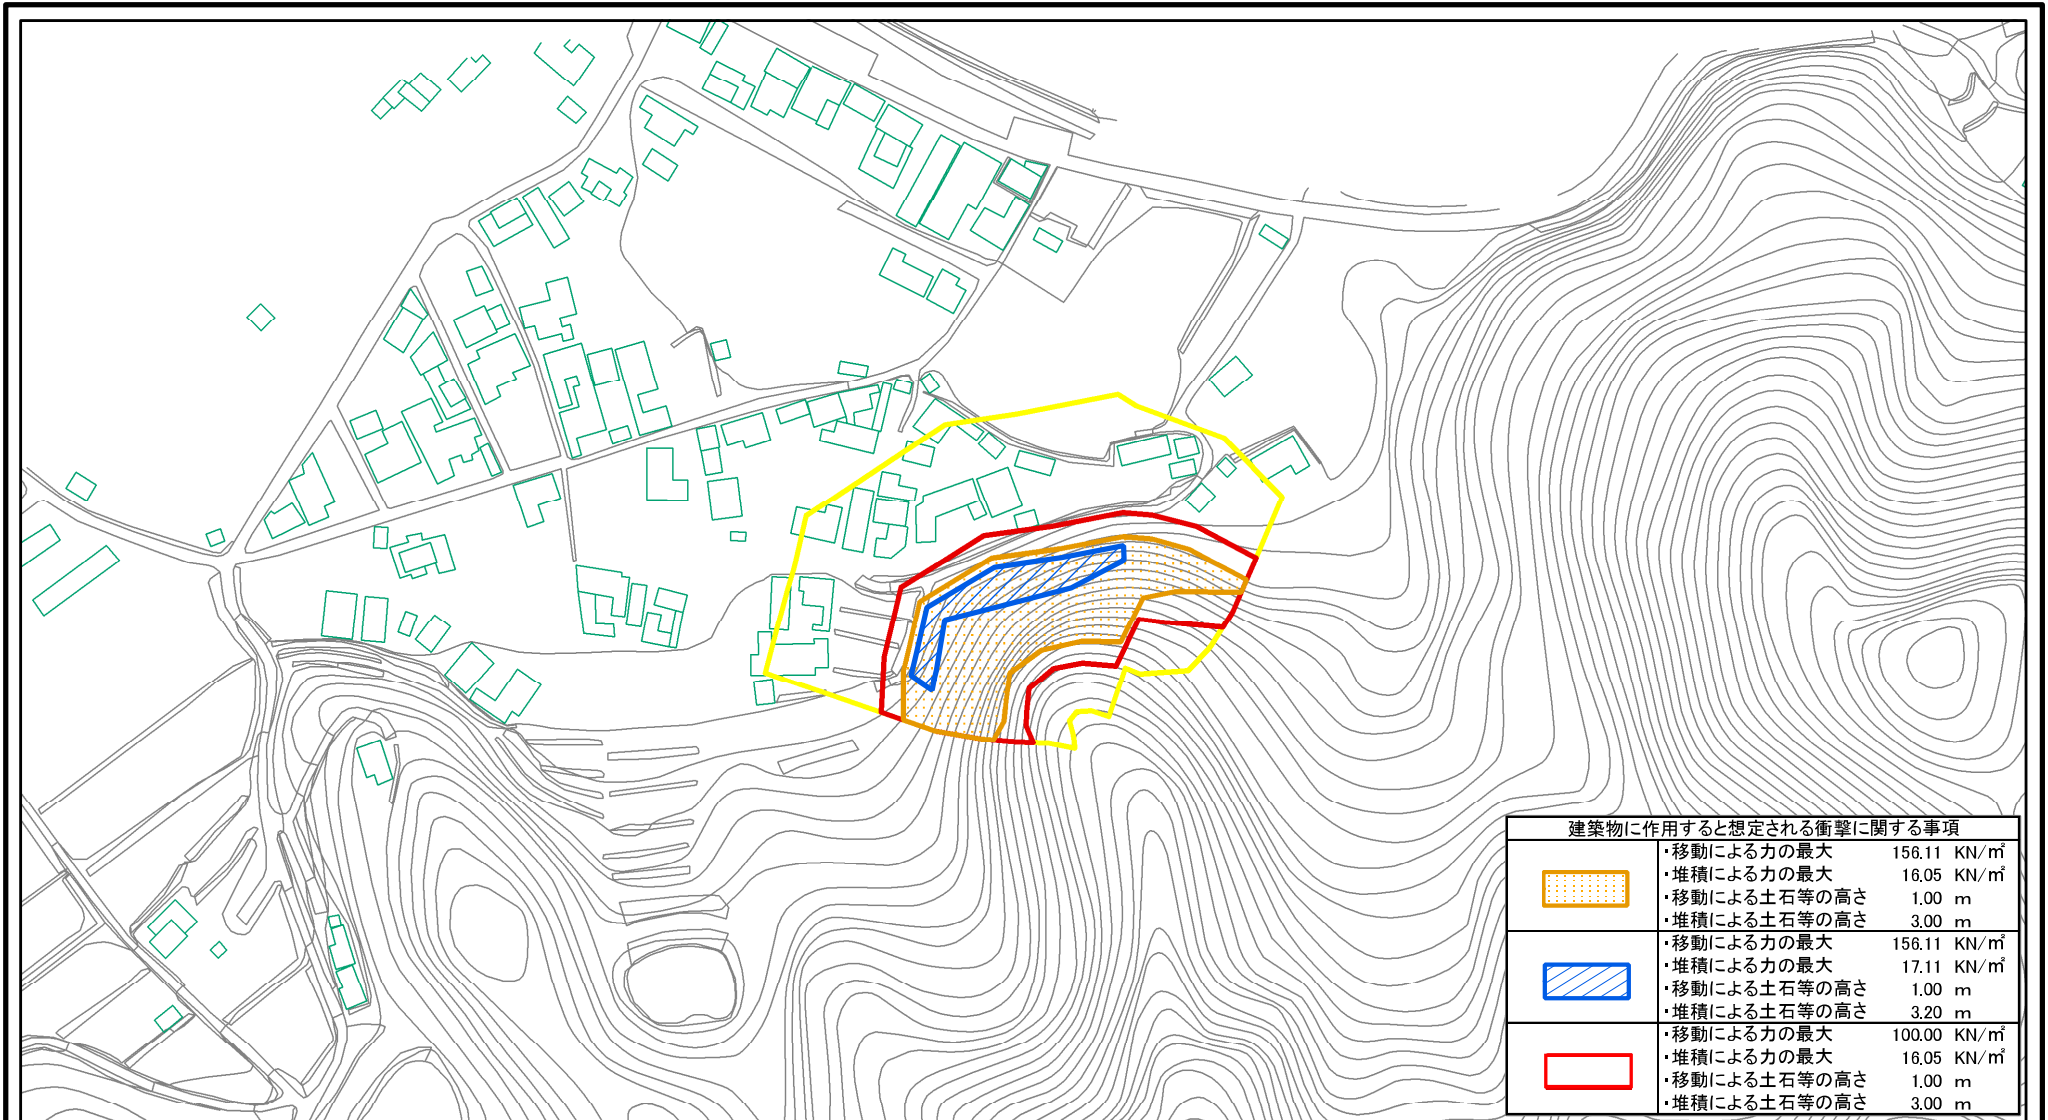 建築物に作用すると想定される衝撃に関する事項
・移動による力の最大 156.11 KN/㎡
・堆積による力の最大 16.05 KN/㎡
・移動による土石等の高さ 1.00 m
・堆積による土石等の高さ 3.00 m
・移動による力の最大 156.11 KN/㎡
・堆積による力の最大 17.11 KN/㎡
・移動による土石等の高さ 1.00 m
・堆積による土石等の高さ 3.20 m
・移動による力の最大 100.00 KN/㎡
・堆積による力の最大 16.05 KN/㎡
・移動による土石等の高さ 1.00 m
・堆積による土石等の高さ 3.00 m